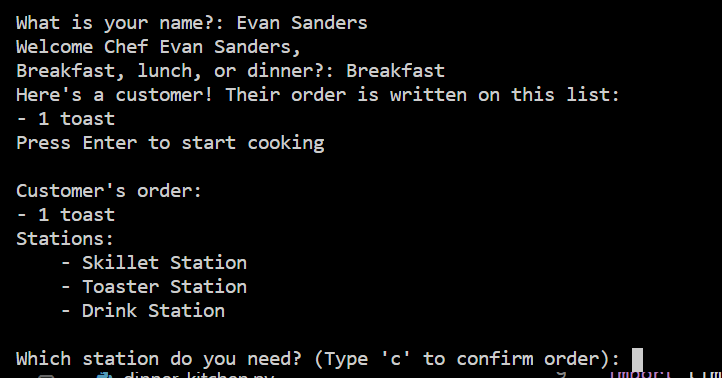 What is your name?: Evan Sanders
Welcome Chef Evan Sanders,
Breakfast, lunch, or dinner?: Breakfast
Here's a customer! Their order is written on this list:
- 1 toast
Press Enter to start cooking

Customer's order:
- 1 toast
Stations:
    - Skillet Station
    - Toaster Station
    - Drink Station

Which station do you need? (Type 'c' to confirm order):